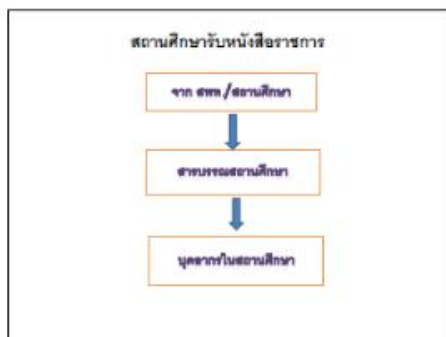 สถานศึกษารับหนังสือราชการ
จาก สพท /สถานศึกษา
สารบรรณสถานศึกษา
บุคลากรในสถานศึกษา